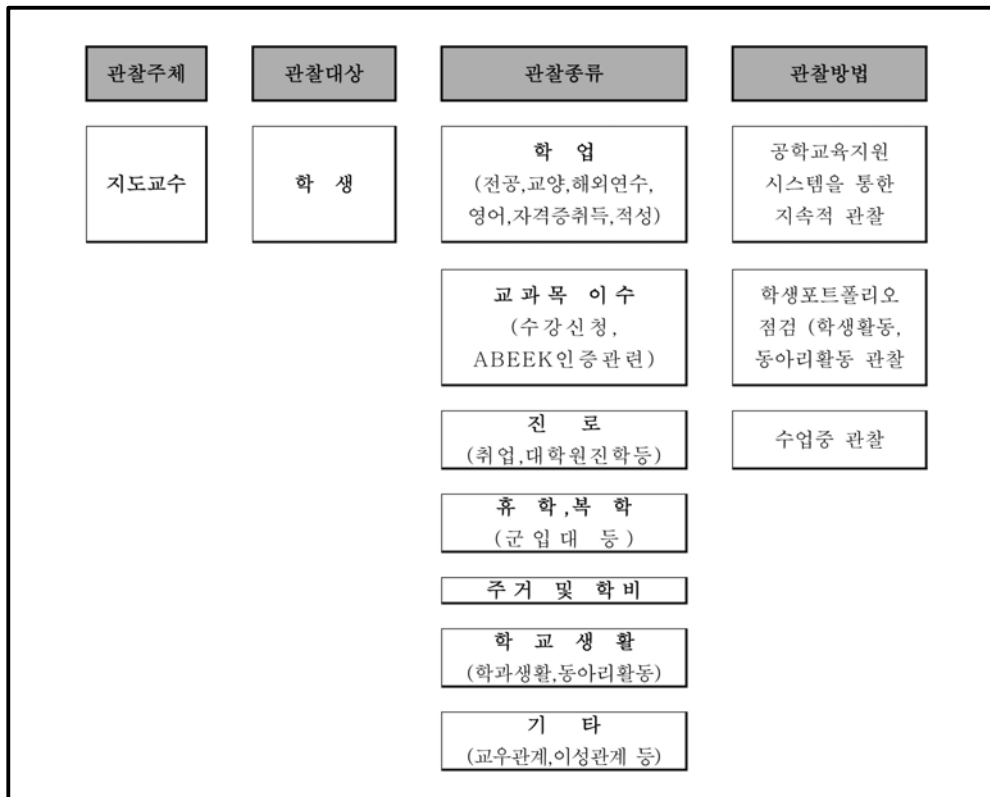 관찰주체
관찰대상
관찰종류
관찰방법
지도교수
학 생
학 업
(전공,교양,해외연수,
영어,자격증취득,적성)
공학교육지원
시스템을 통한
지속적 관찰
교과목 이수
(수강신청,
ABEEK인증관련)
학생포트폴리오
점검 (학생활동,
동아리활동 관찰
진 로
(취업,대학원진학등)
수업중 관찰
휴 학,복 학
(군입대 등)
주거 및 학비
학 교 생 활
(학과생활,동아리활동)
기 타
(교우관계,이성관계 등)